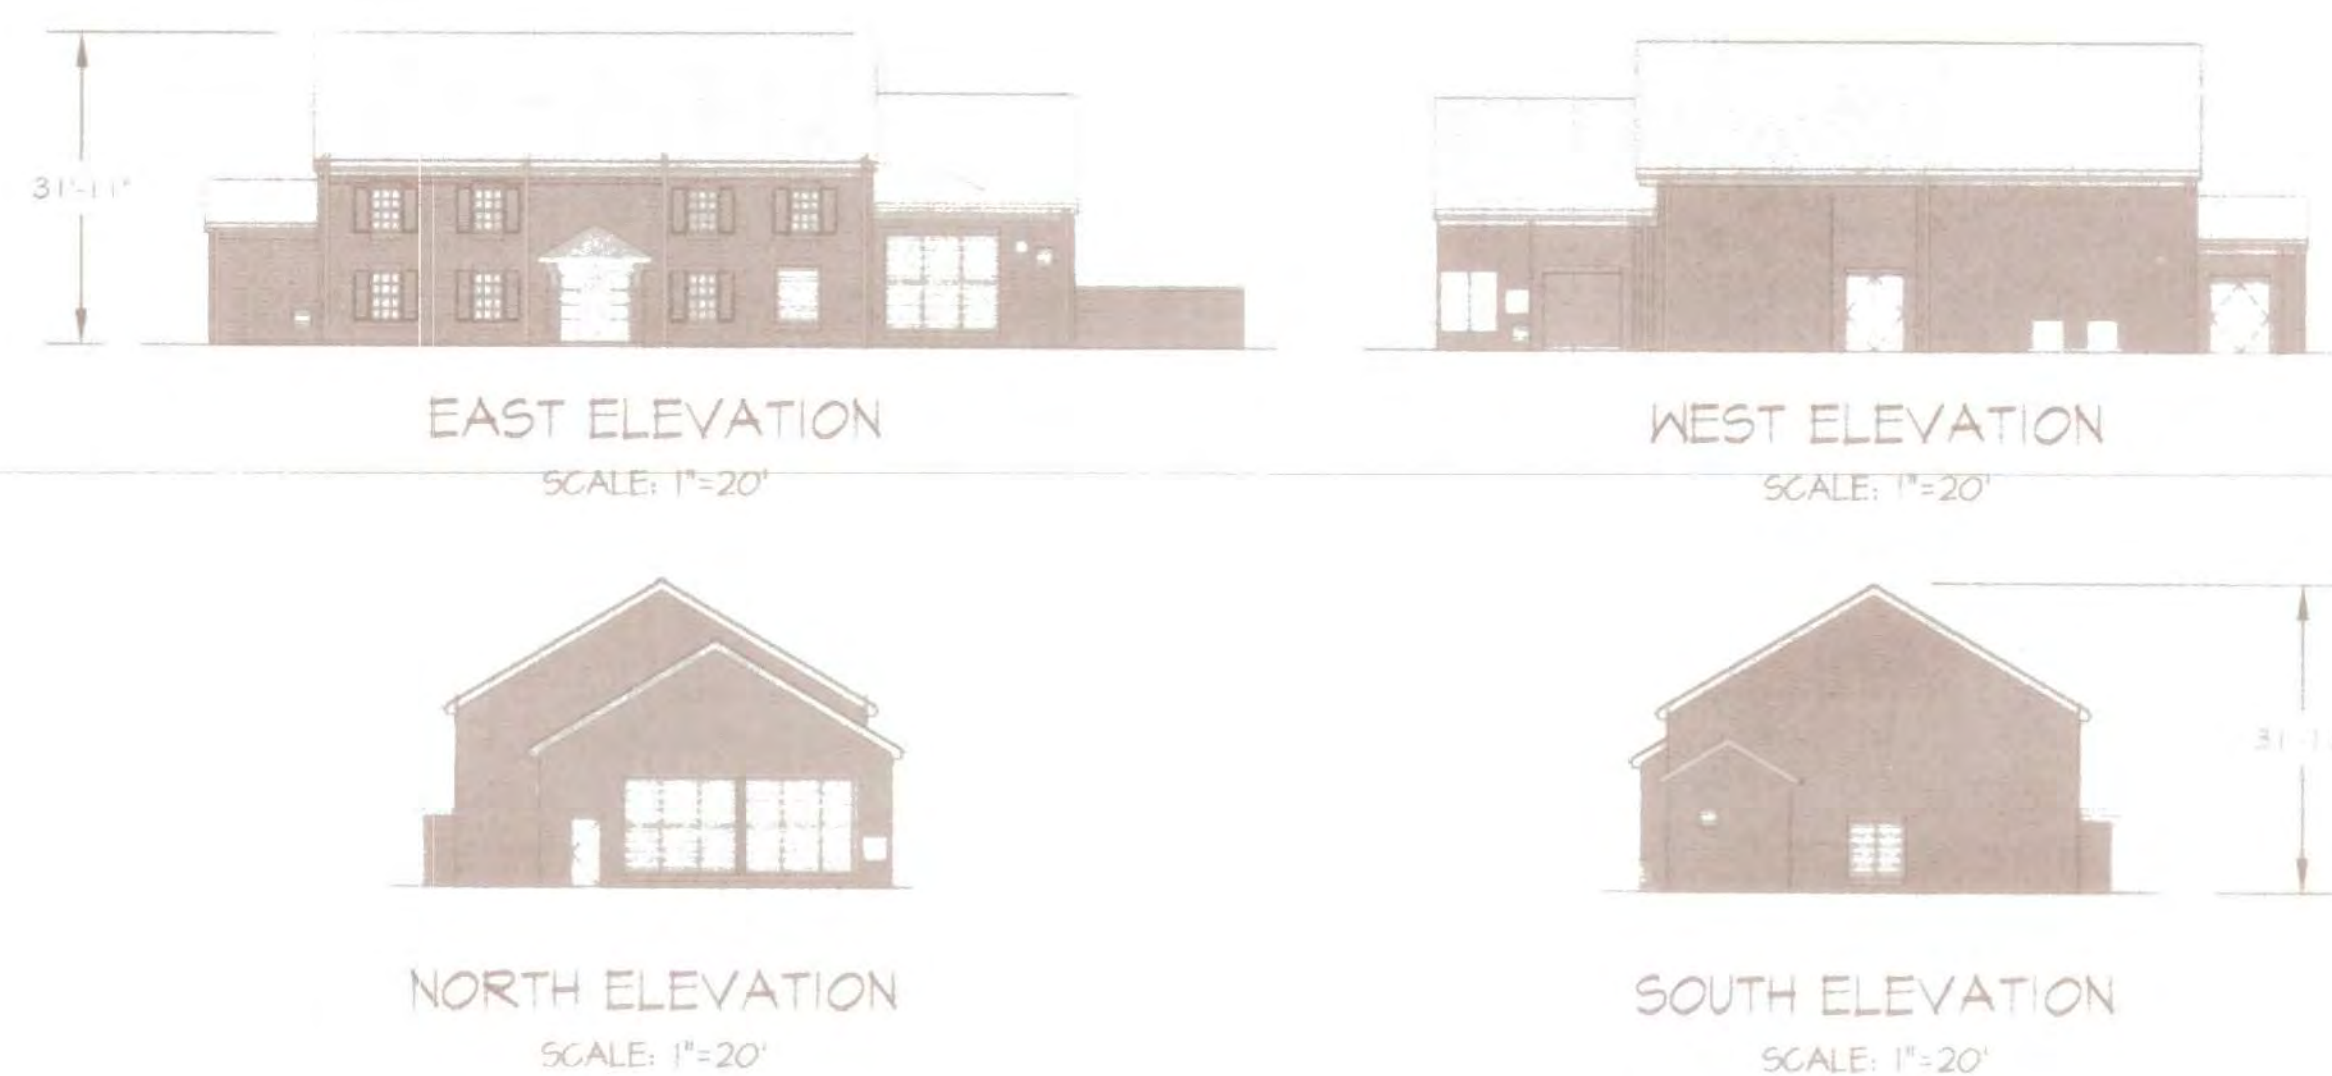 31'-11"
EAST ELEVATION
SCALE: 1"=20'
WEST ELEVATION
SCALE: 1"=20'
NORTH ELEVATION
SCALE: 1"=20'
SOUTH ELEVATION
SCALE: 1"=20'